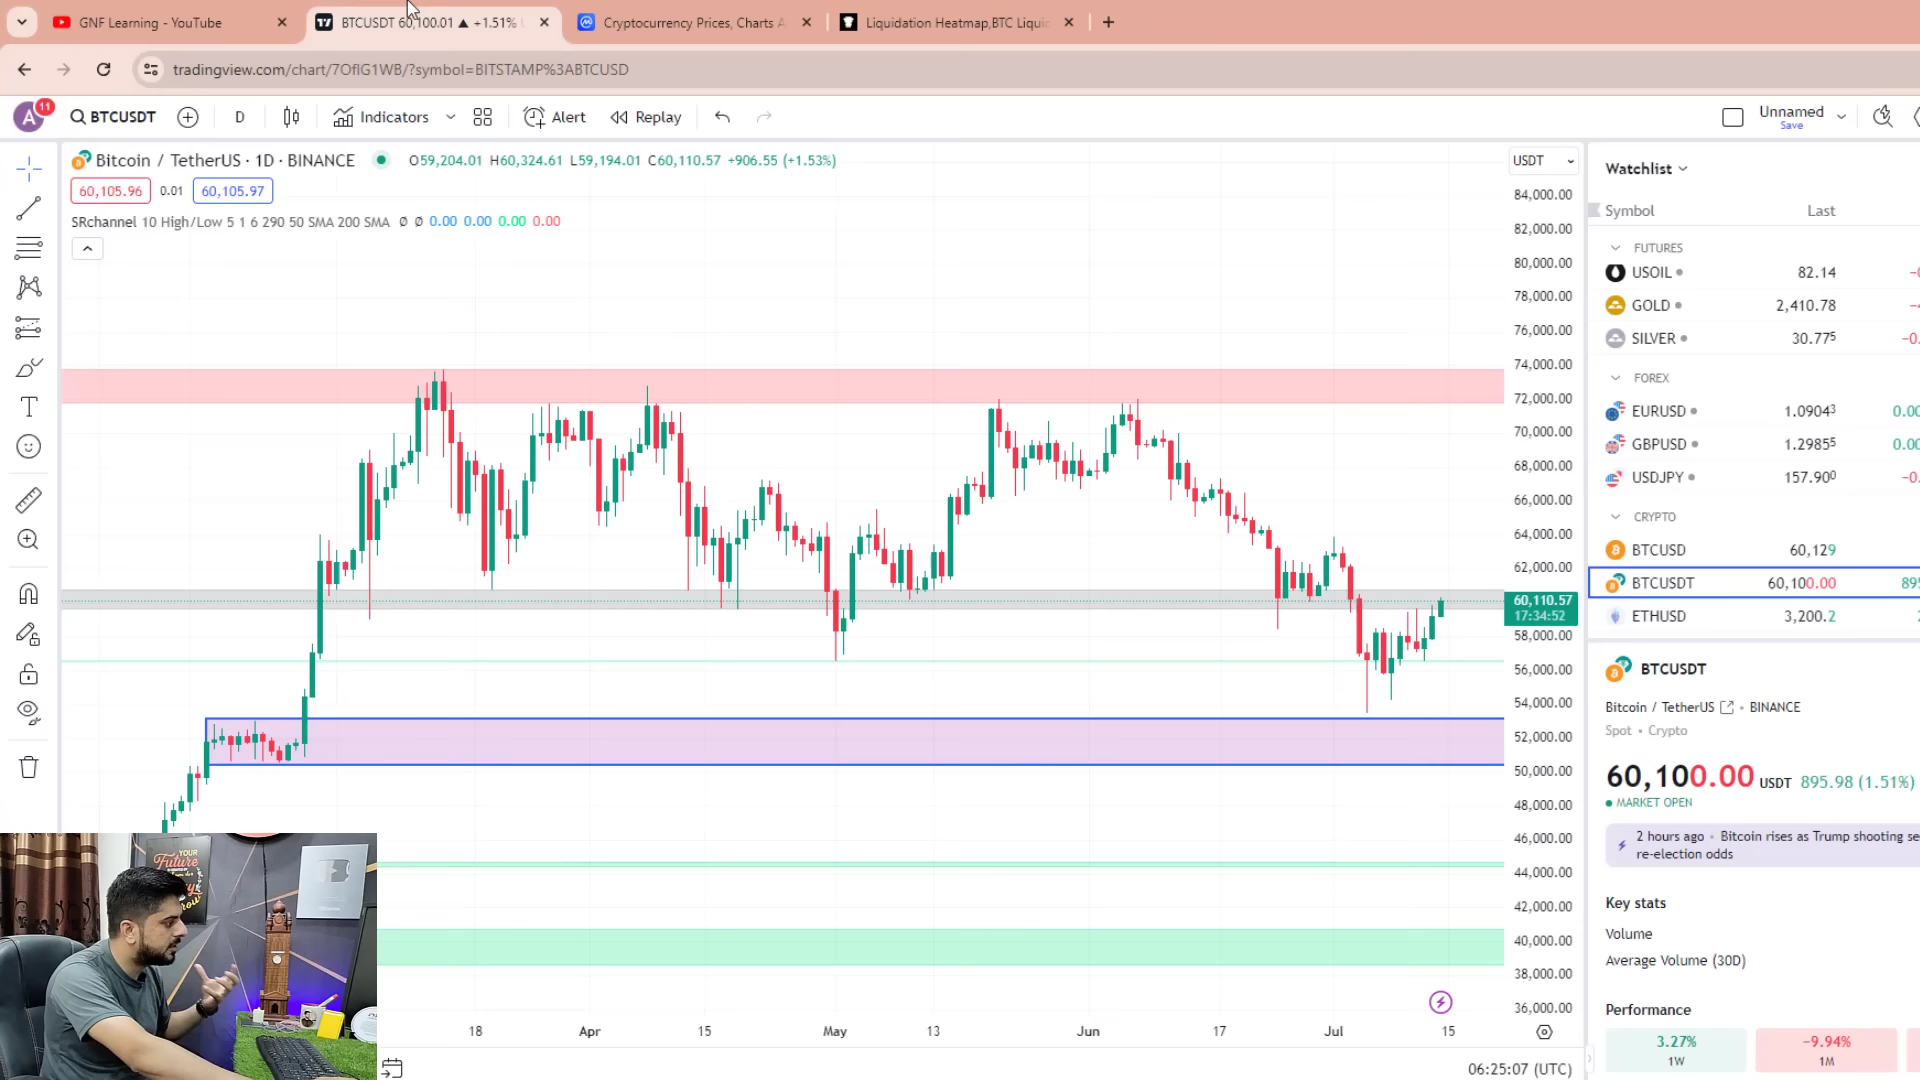 GNF Learning - YouTube
BTCUSDT 60,100.01 ▲ +1.51%
Cryptocurrency Prices, Charts
Liquidation Heatmap,BTC Liqui
tradingview.com/chart/7OfIG1WB/?symbol=BITSTAMP%3ABTCUSD
A 11 BTCUSDT D Indicators Alert Replay Unnamed
Save
Bitcoin / TetherUS · 1D · BINANCE O59,204.01 H60,324.61 L59,194.01 C60,110.57 +906.55 (+1.53%)
60,105.96 0.01 60,105.97
SRchannel 10 High/Low 5 1 6 290 50 SMA 200 SMA ∅ ∅ 0.00 0.00 0.00 0.00
USDT
84,000.00
82,000.00
80,000.00
78,000.00
76,000.00
74,000.00
72,000.00
70,000.00
68,000.00
66,000.00
64,000.00
62,000.00
60,110.57
17:34:52
58,000.00
56,000.00
54,000.00
52,000.00
50,000.00
48,000.00
46,000.00
44,000.00
42,000.00
40,000.00
38,000.00
36,000.00
18 Apr 15 May 13 Jun 17 Jul 15
06:25:07 (UTC)
Watchlist
Symbol Last
FUTURES
USOIL 82.14
GOLD 2,410.78
SILVER 30.775 −0.
FOREX
EURUSD 1.09043 0.00
GBPUSD 1.29855 0.00
USDJPY 157.900 −0.
CRYPTO
BTCUSD 60,129
BTCUSDT 60,100.00 895
ETHUSD 3,200.2
BTCUSDT
Bitcoin / TetherUS • BINANCE
Spot • Crypto
60,100.00 USDT 895.98 (1.51%)
MARKET OPEN
2 hours ago • Bitcoin rises as Trump shooting se
re-election odds
Key stats
Volume
Average Volume (30D)
Performance
3.27%
1W
−9.94%
1M
YOUR
Future